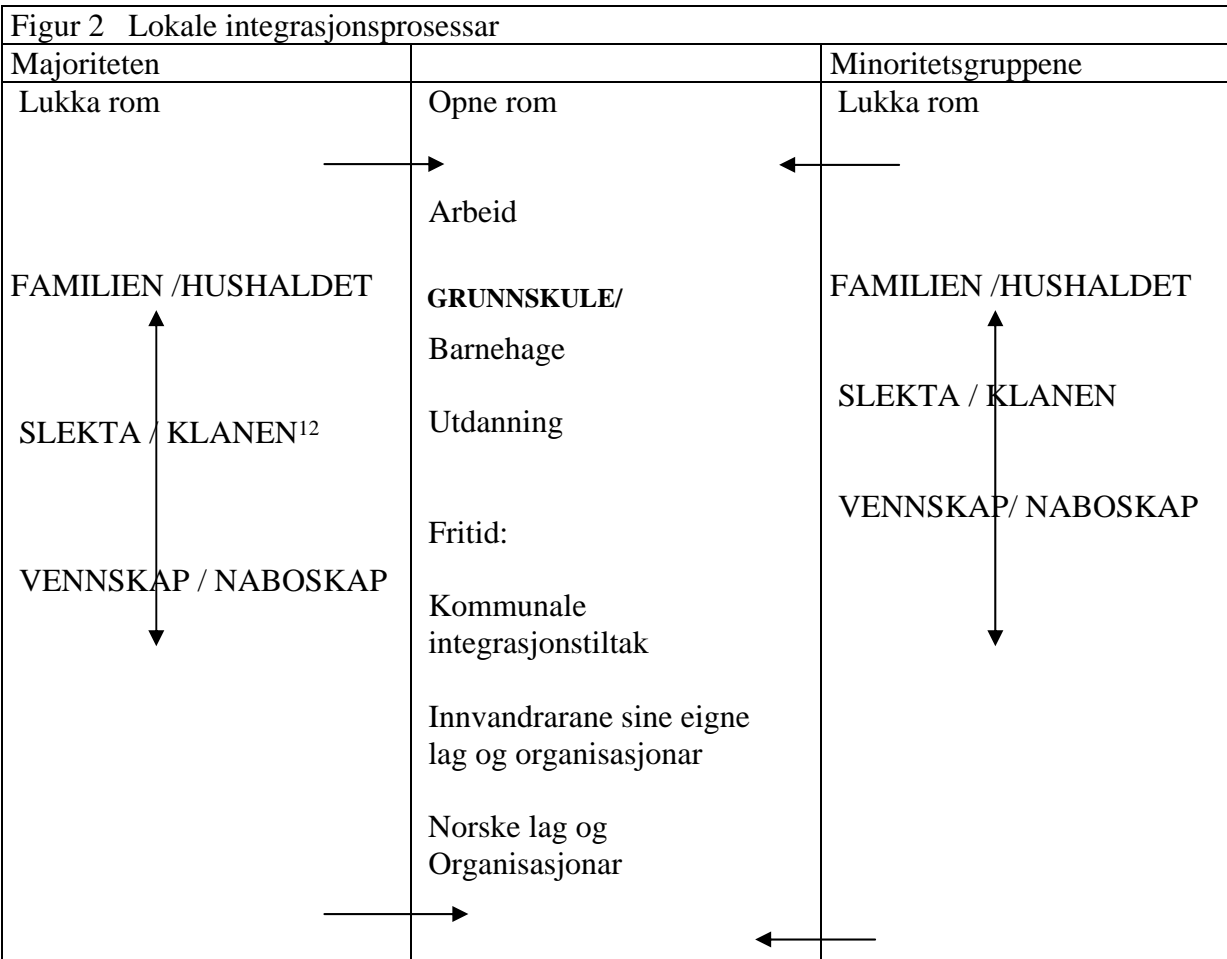 Figur 2 Lokale integrasjonsprosessar
Majoriteten
Minoritetsgruppene
Lukka rom
Opne rom
Lukka rom
Arbeid
FAMILIEN /HUSHALDET
GRUNNSKULE/
FAMILIEN /HUSHALDET
Barnehage
SLEKTA / KLANEN
SLEKTA / KLANEN12
Utdanning
VENNSKAP/ NABOSKAP
Fritid:
VENNSKAP / NABOSKAP
Kommunale
integrasjonstiltak
Innvandrarane sine eigne
lag og organisasjonar
Norske lag og
Organisasjonar